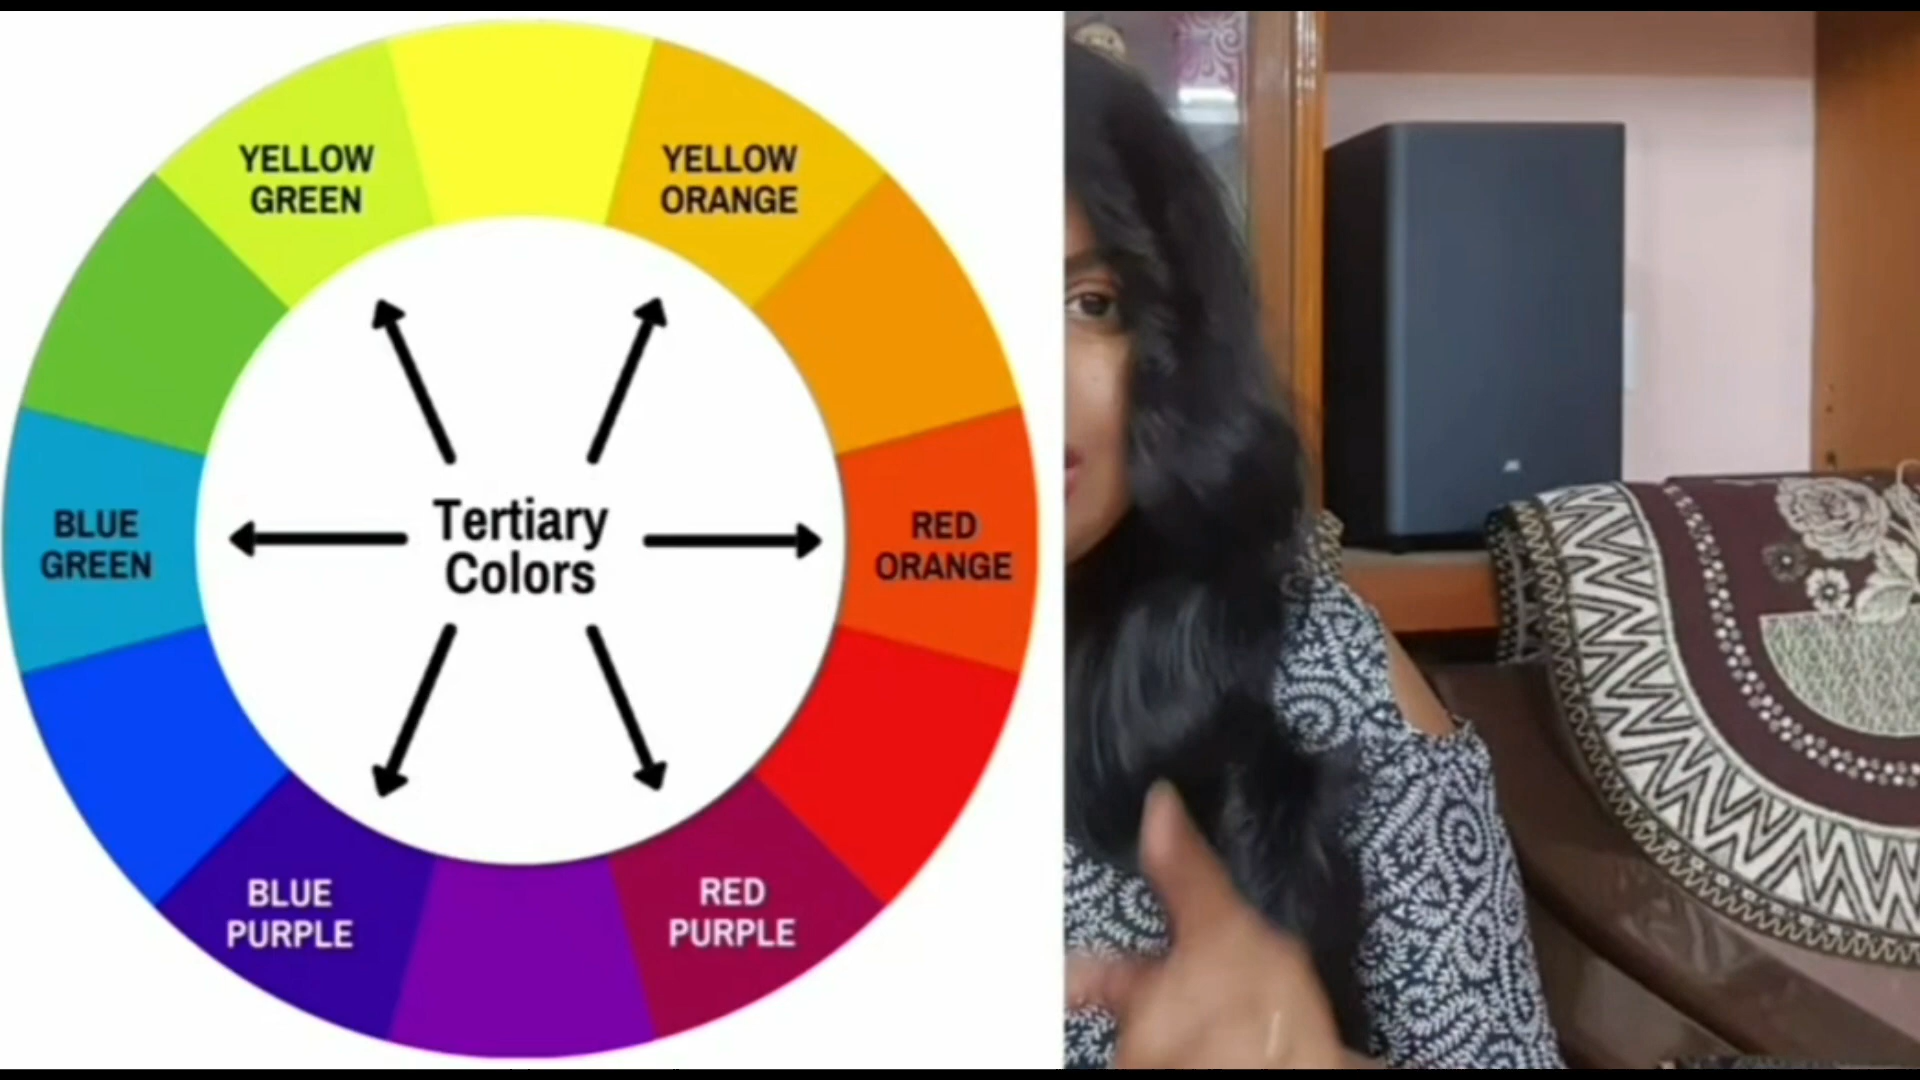 YELLOW
GREEN
YELLOW
ORANGE
BLUE
GREEN
Tertiary
Colors
RED
ORANGE
BLUE
PURPLE
RED
PURPLE